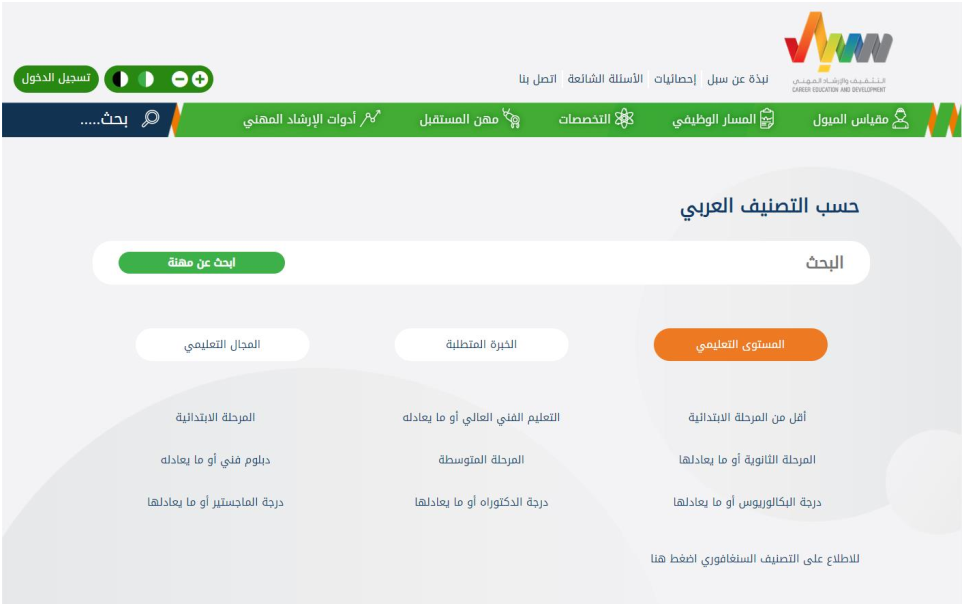 سبل
التثقيف والإرشاد المهني
CAREER EDUCATION AND DEVELOPMENT
نبذة عن سبل | إحصائيات | الأسئلة الشائعة | اتصل بنا
تسجيل الدخول
مقياس الميول المسار الوظيفي التخصصات مهن المستقبل أدوات الإرشاد المهني بحث.....
حسب التصنيف العربي
البحث ابحث عن مهنة
المستوى التعليمي الخبرة المتطلبة المجال التعليمي
أقل من المرحلة الابتدائية التعليم الفني العالي أو ما يعادله المرحلة الابتدائية
المرحلة الثانوية أو ما يعادلها المرحلة المتوسطة دبلوم فني أو ما يعادله
درجة البكالوريوس أو ما يعادلها درجة الدكتوراه أو ما يعادلها درجة الماجستير أو ما يعادلها
للاطلاع على التصنيف السنغافوري اضغط هنا